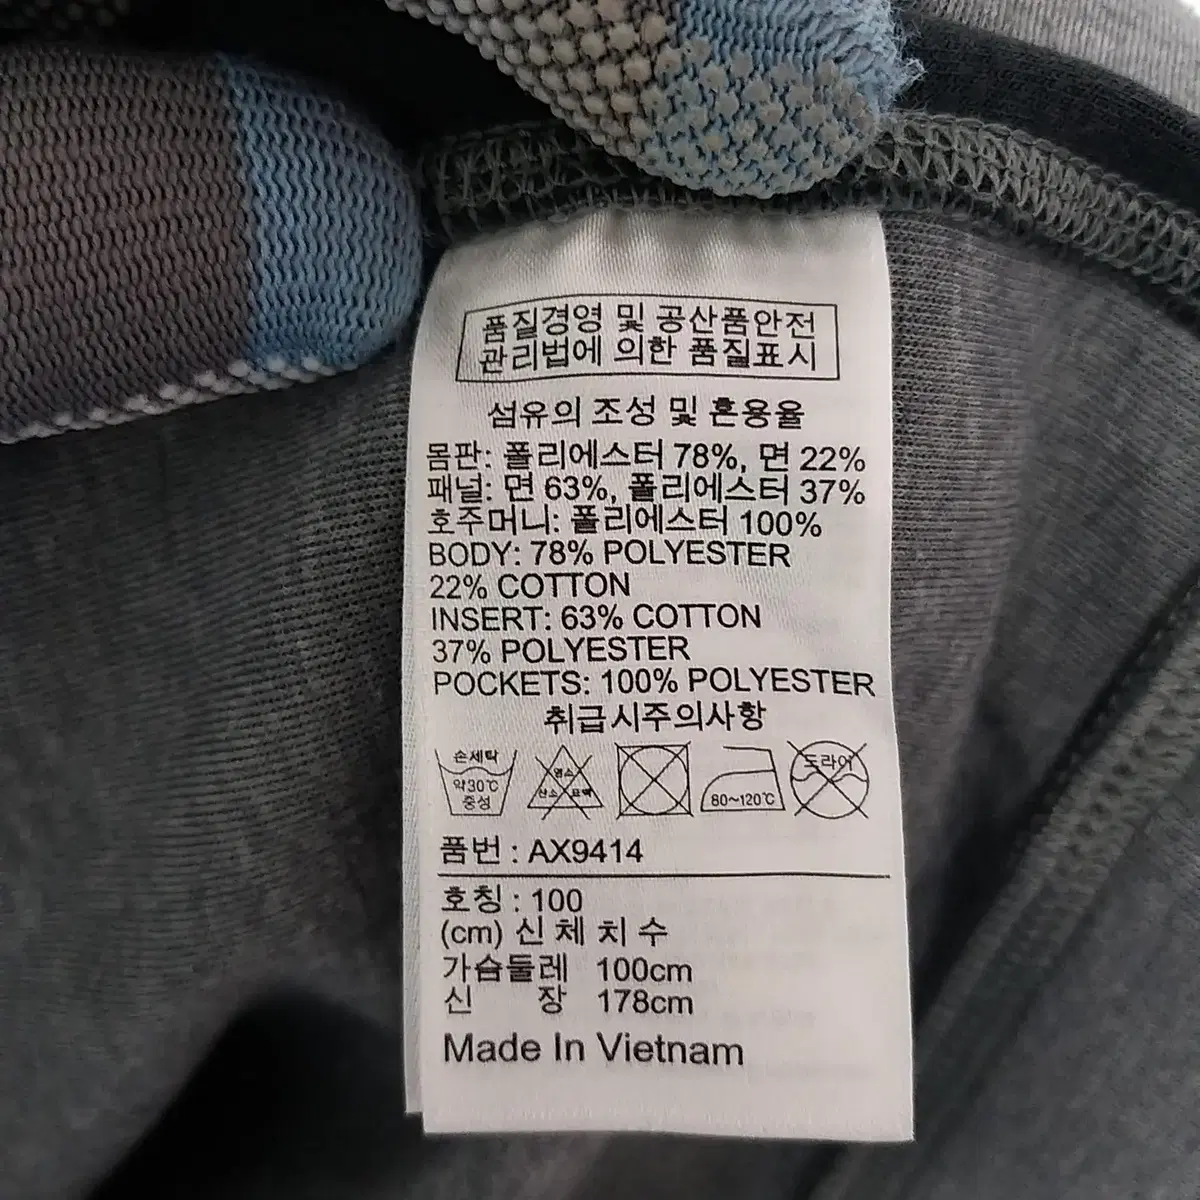 품질경영 및 공산품안전
관리법에 의한 품질표시
섬유의 조성 및 혼용율
몸판: 폴리에스터 78%, 면 22%
패널: 면 63%, 폴리에스터 37%
호주머니: 폴리에스터 100%
BODY: 78% POLYESTER
22% COTTON
INSERT: 63% COTTON
37% POLYESTER
POCKETS: 100% POLYESTER
취급시주의사항
손세탁
약30℃
중성
염소
산소 표백
80~120℃
드라이
품번 : AX9414
호칭 : 100
(cm) 신 체 치 수
가슴둘레 100cm
신 장 178cm
Made In Vietnam